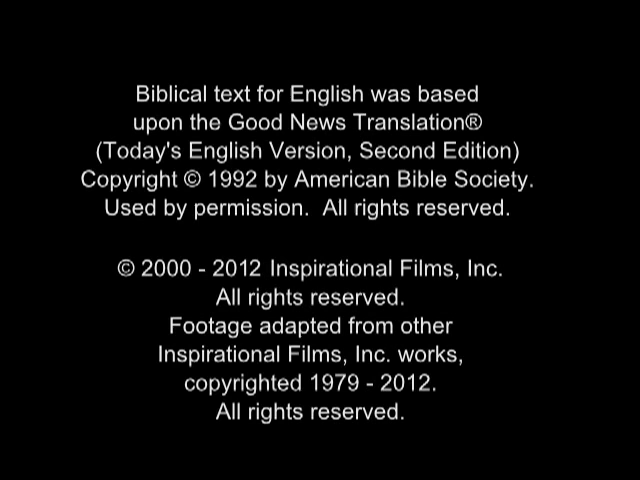 Biblical text for English was based
upon the Good News Translation®
(Today's English Version, Second Edition)
Copyright © 1992 by American Bible Society.
Used by permission.  All rights reserved.
© 2000 - 2012 Inspirational Films, Inc.
All rights reserved.
Footage adapted from other
Inspirational Films, Inc. works,
copyrighted 1979 - 2012.
All rights reserved.